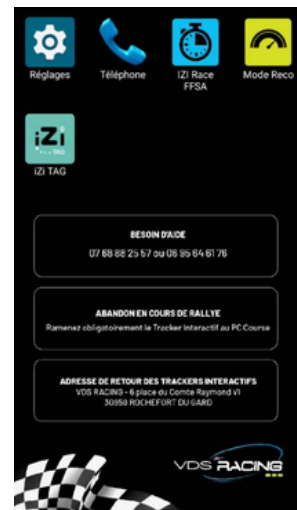 Réglages
Téléphone
IZI Race
FFSA
Mode Reco
iZi
TAG
iZi TAG
BESOIN D'AIDE
07 68 88 25 57 ou 06 95 64 61 76
ABANDON EN COURS DE RALLYE
Ramenez obligatoirement le Tracker Interactif au PC Course
ADRESSE DE RETOUR DES TRACKERS INTERACTIFS
VDS RACING - 6 place du Comte Raymond VI
30650 ROCHEFORT DU GARD
VDS RACING